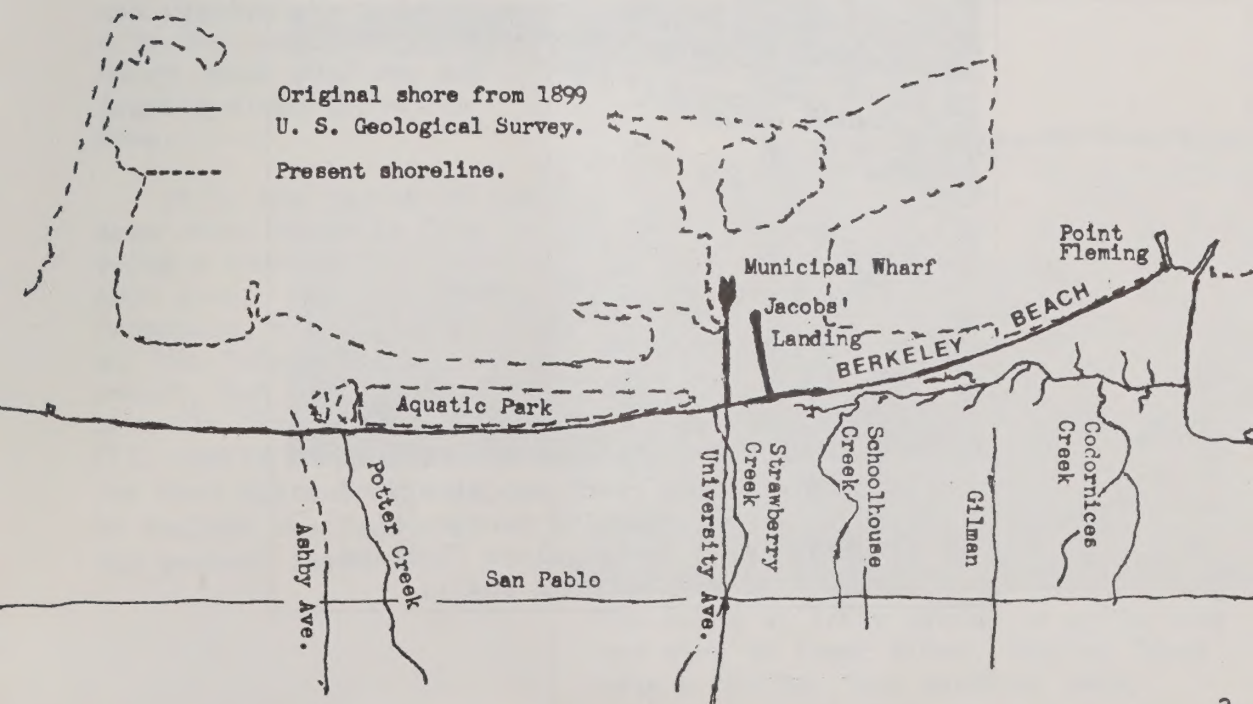 Original shore from 1899
U. S. Geological Survey.
Present shoreline.
Point
Fleming
Municipal Wharf
Jacobs'
Landing
BERKELEY BEACH
Aquatic Park
Potter Creek
Ashby Ave.
San Pablo
University Ave.
Strawberry
Creek
Schoolhouse
Creek
Gilman
Codornices
Creek